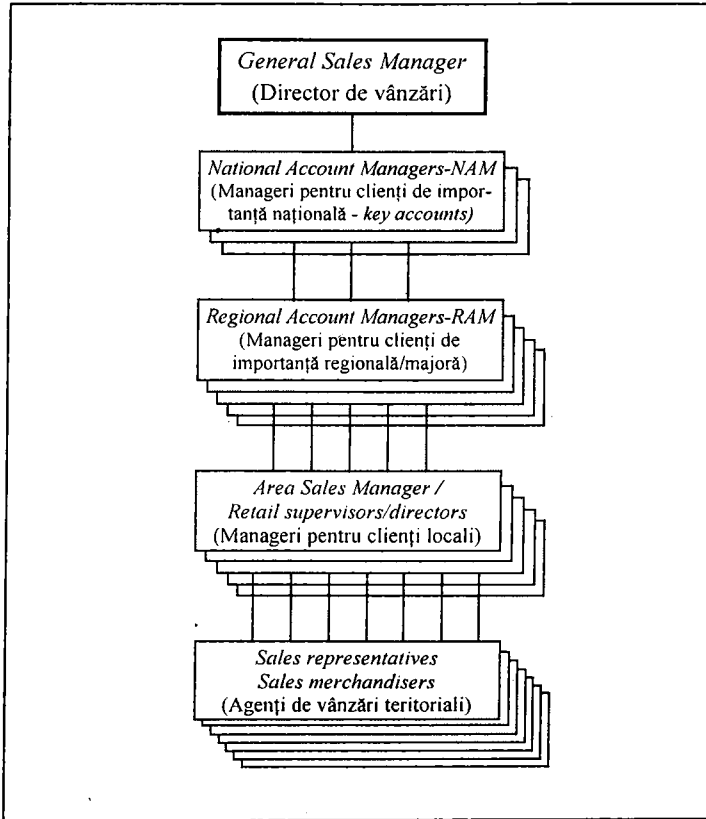 General Sales Manager
(Director de vânzări)
National Account Managers-NAM
(Manageri pentru clienți de impor-
tanță națională - key accounts)
Regional Account Managers-RAM
(Manageri pentru clienți de
importanță regională/majoră)
Area Sales Manager /
Retail supervisors/directors
(Manageri pentru clienți locali)
Sales representatives
Sales merchandisers
(Agenți de vânzări teritoriali)